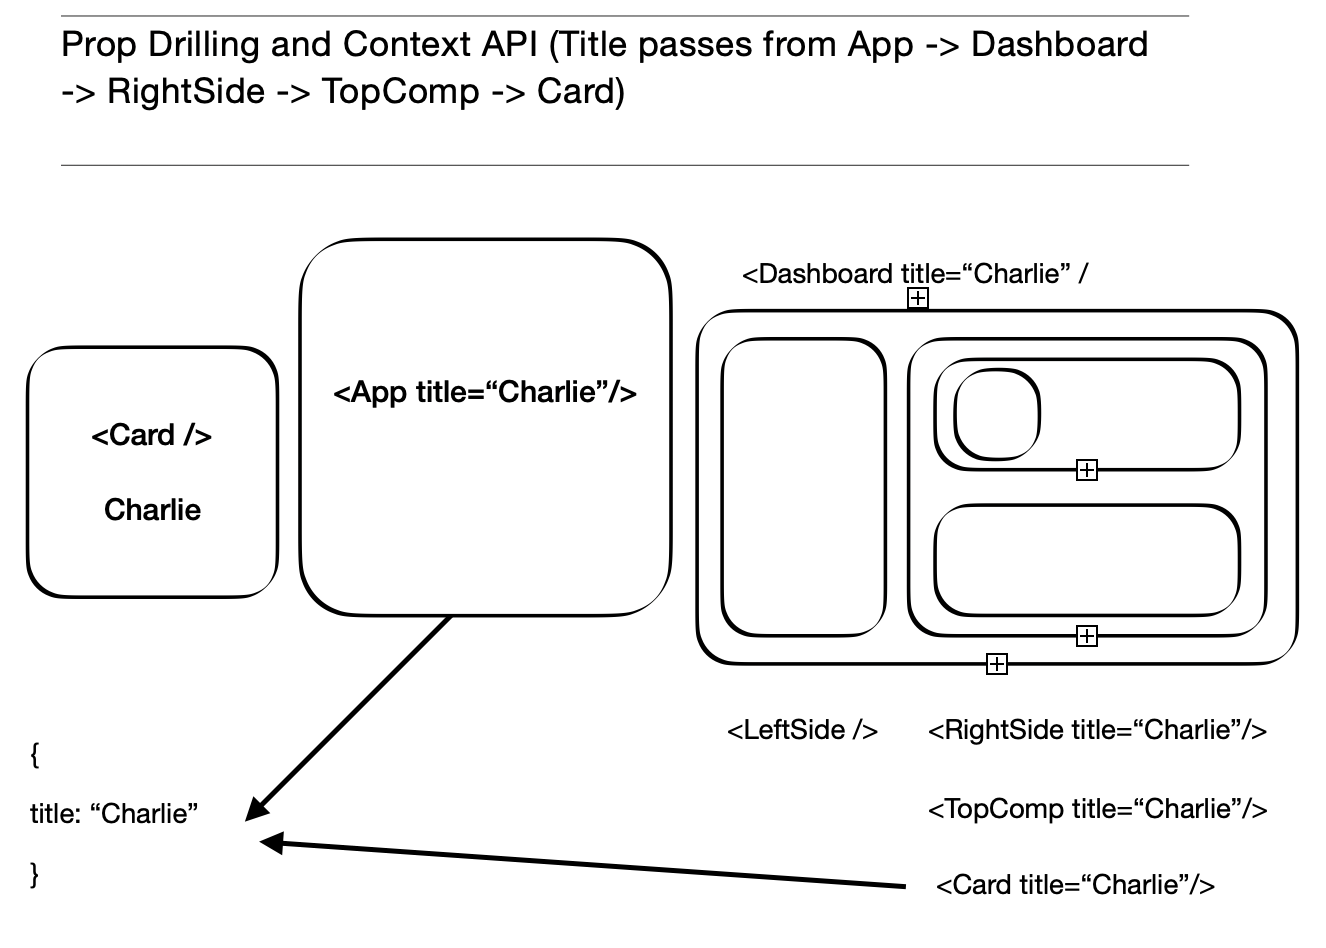 Prop Drilling and Context API (Title passes from App -> Dashboard
-> RightSide -> TopComp -> Card)
<Dashboard title=“Charlie” /
<App title=“Charlie”/>
<Card />
Charlie
<LeftSide />
<RightSide title=“Charlie”/>
{
title: “Charlie”
}
<TopComp title=“Charlie”/>
<Card title=“Charlie”/>